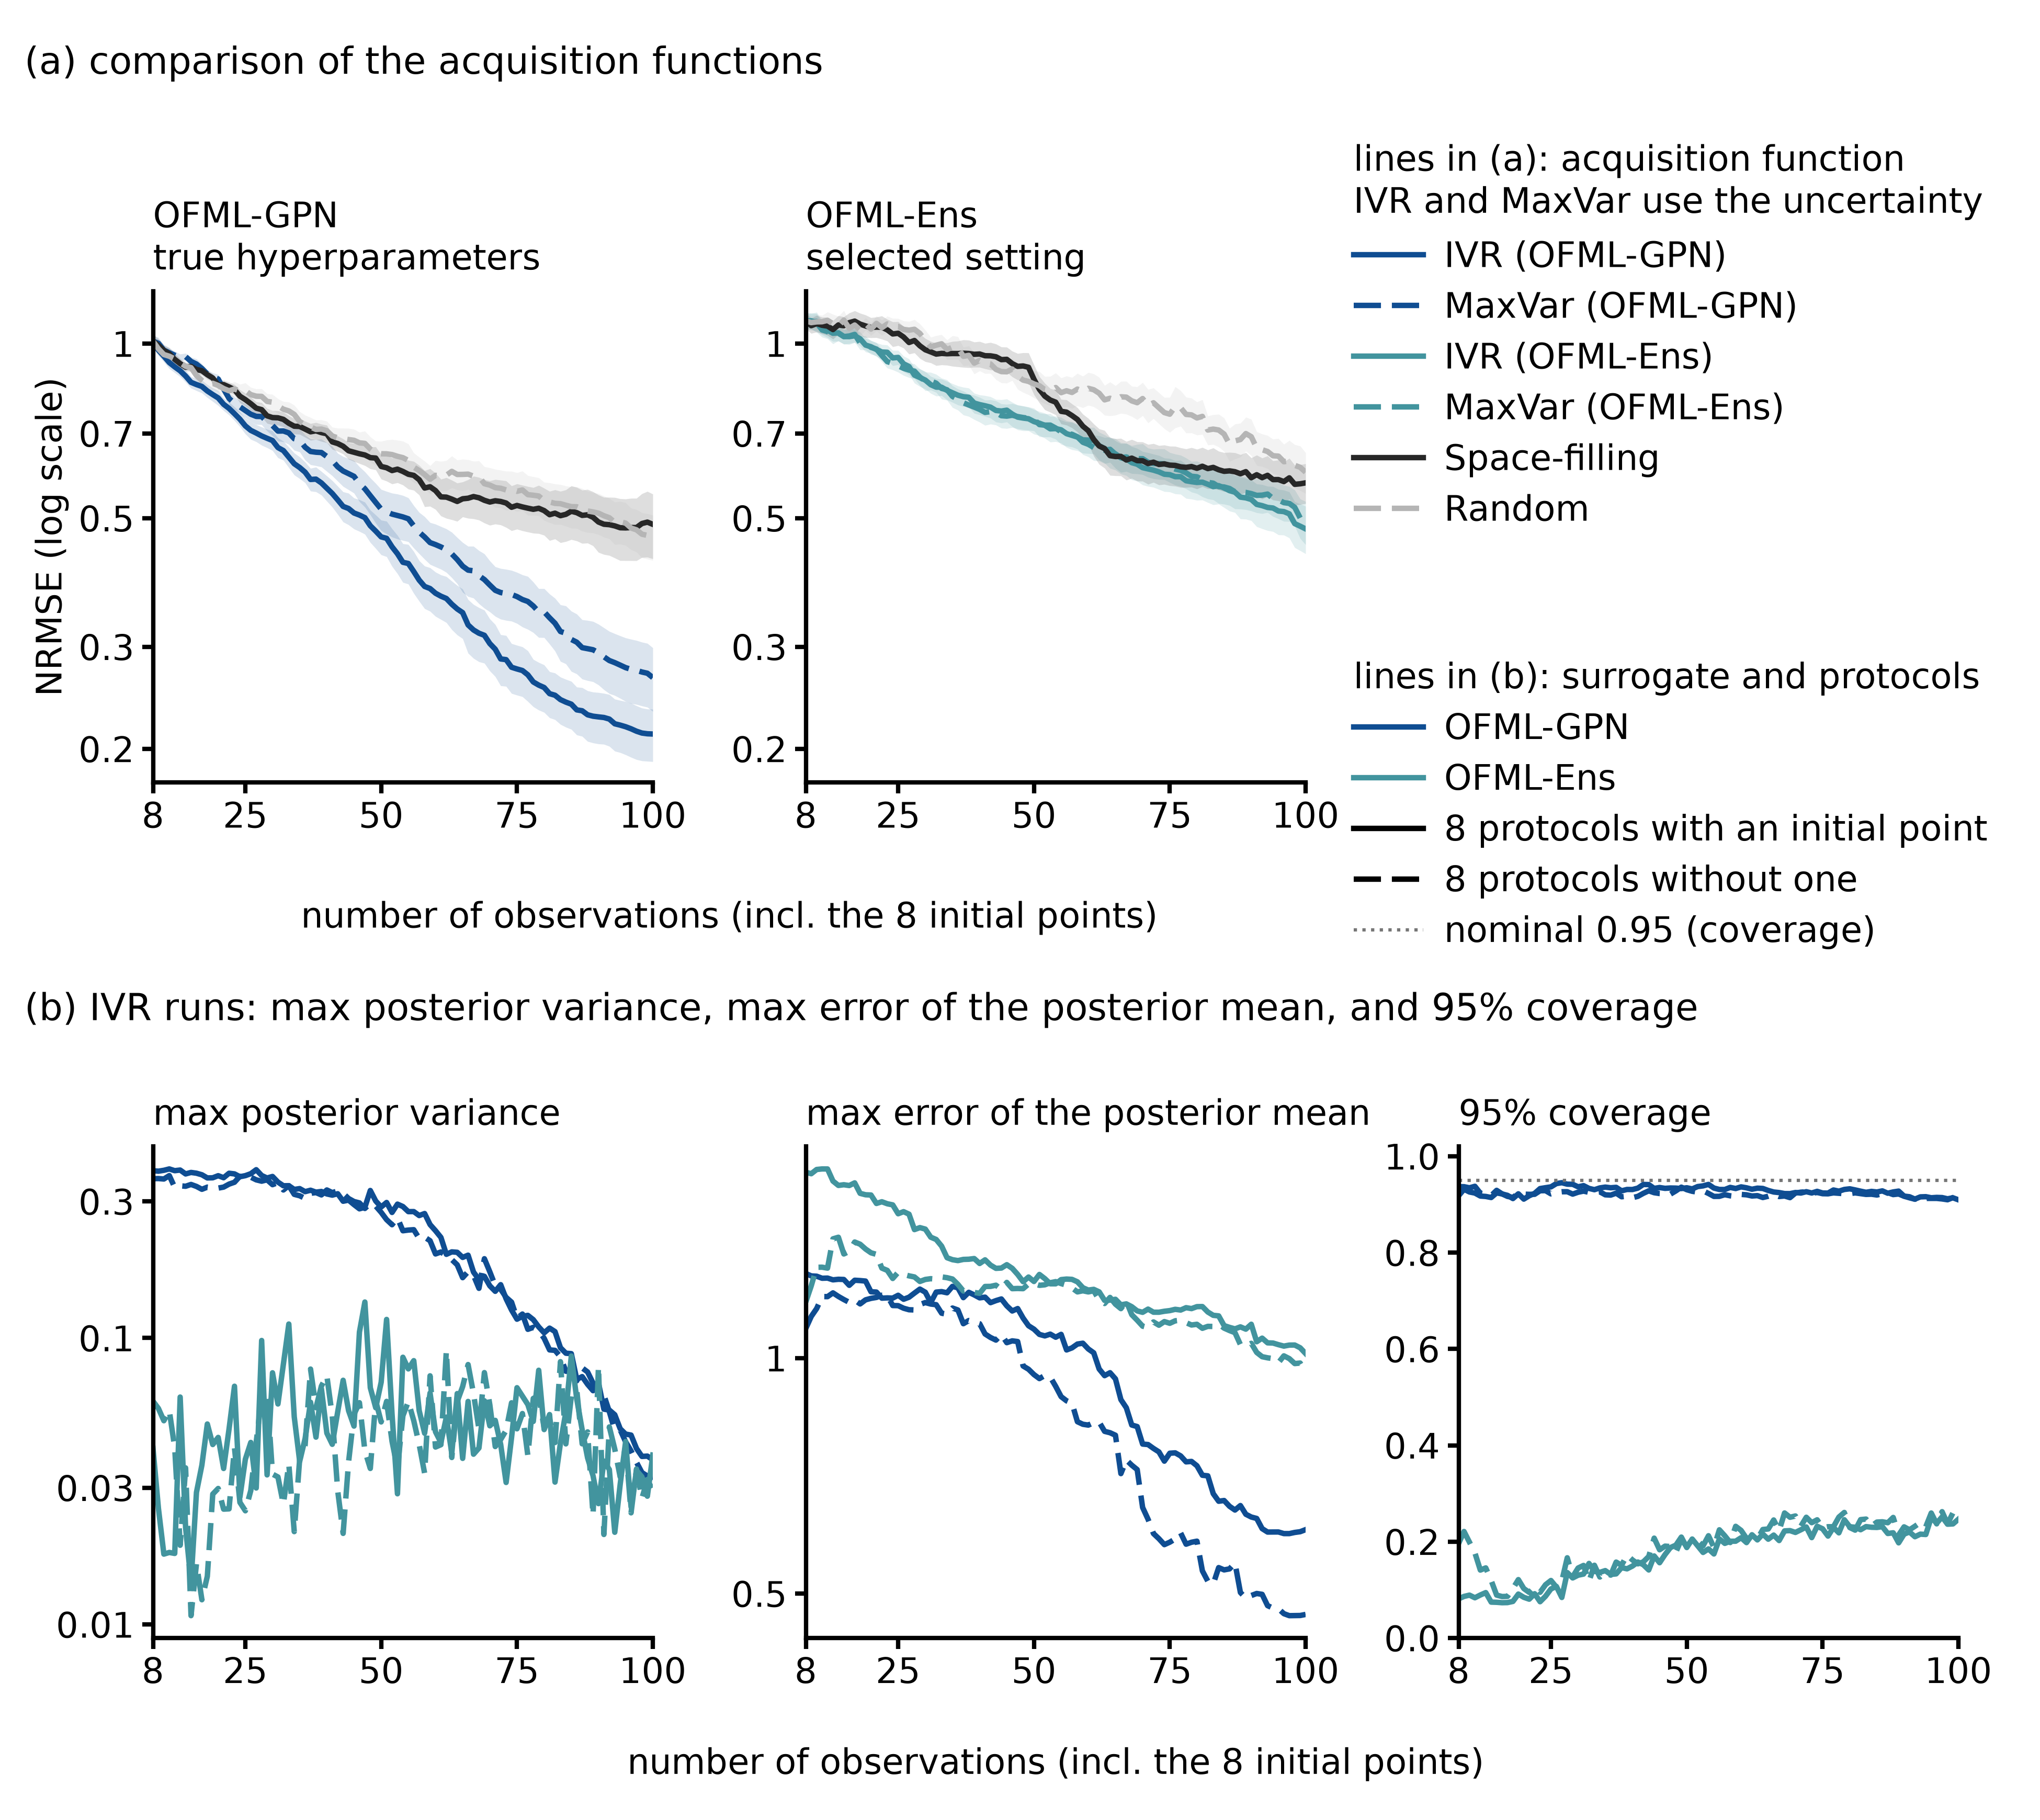 (a) comparison of the acquisition functions
OFML-GPN
true hyperparameters
OFML-Ens
selected setting
NRMSE (log scale)
1
0.7
0.5
0.3
0.2
8 25 50 75 100
1
0.7
0.5
0.3
0.2
8 25 50 75 100
number of observations (incl. the 8 initial points)
lines in (a): acquisition function
IVR and MaxVar use the uncertainty
IVR (OFML-GPN)
MaxVar (OFML-GPN)
IVR (OFML-Ens)
MaxVar (OFML-Ens)
Space-filling
Random
lines in (b): surrogate and protocols
OFML-GPN
OFML-Ens
8 protocols with an initial point
8 protocols without one
nominal 0.95 (coverage)
(b) IVR runs: max posterior variance, max error of the posterior mean, and 95% coverage
max posterior variance
0.3
0.1
0.03
0.01
8 25 50 75 100
max error of the posterior mean
1
0.5
8 25 50 75 100
95% coverage
1.0
0.8
0.6
0.4
0.2
0.0
8 25 50 75 100
number of observations (incl. the 8 initial points)